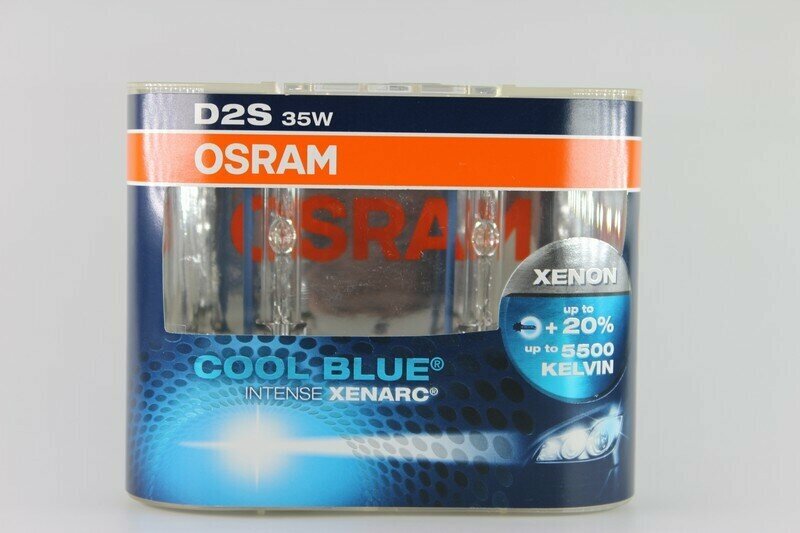 D2S 35W
OSRAM
OSRAM
XENON
up to
+ 20%
up to 5500
KELVIN
COOL BLUE®
INTENSE XENARC®